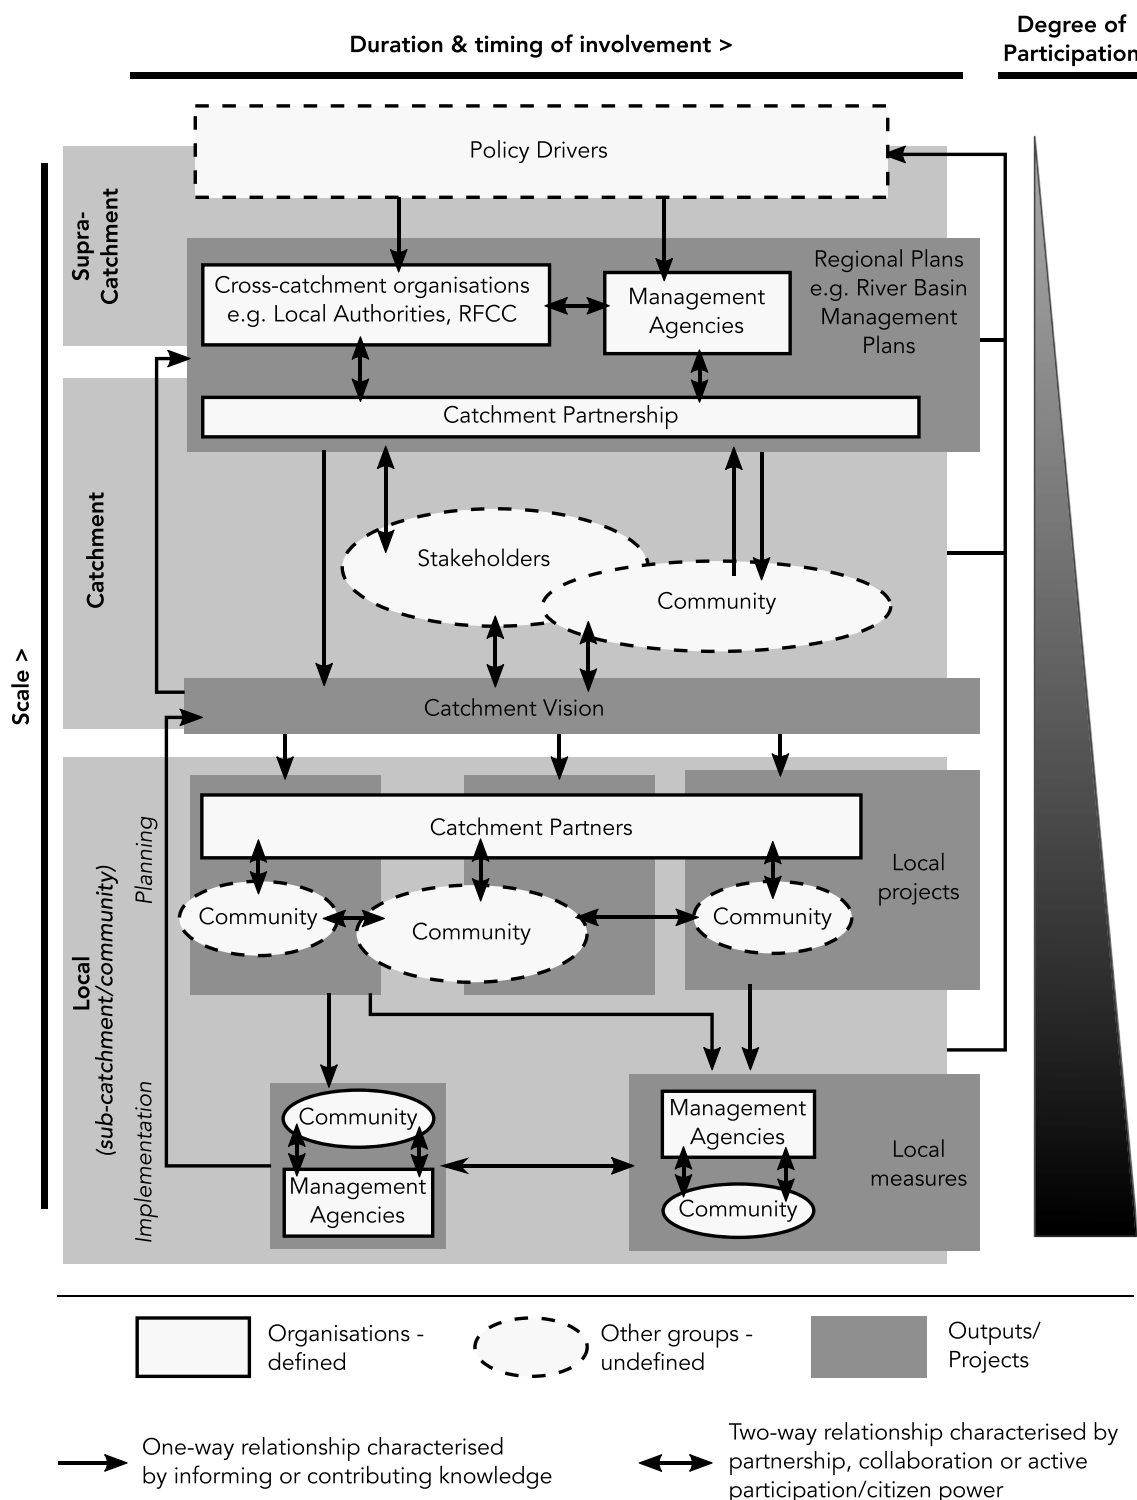 Duration & timing of involvement >
Degree of
Participation
Policy Drivers
Supra-
Catchment
Cross-catchment organisations
e.g. Local Authorities, RFCC
Management
Agencies
Regional Plans
e.g. River Basin
Management
Plans
Catchment Partnership
Catchment
Stakeholders
Community
Scale >
Catchment Vision
Planning
Catchment Partners
Local
projects
Community
Community
Community
Local
(sub-catchment/community)
Implementation
Community
Management
Agencies
Management
Agencies
Community
Local
measures
Organisations -
defined
Other groups -
undefined
Outputs/
Projects
One-way relationship characterised
by informing or contributing knowledge
Two-way relationship characterised by
partnership, collaboration or active
participation/citizen power